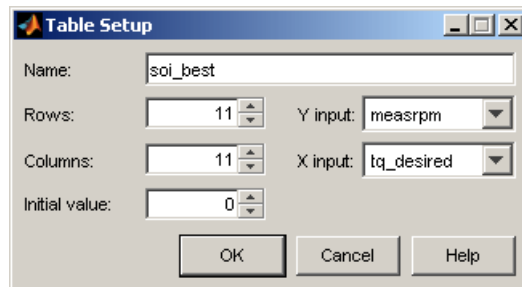 Table Setup
Name: soi_best
Rows: 11 Y input: measrpm
Columns: 11 X input: tq_desired
Initial value: 0
OK Cancel Help